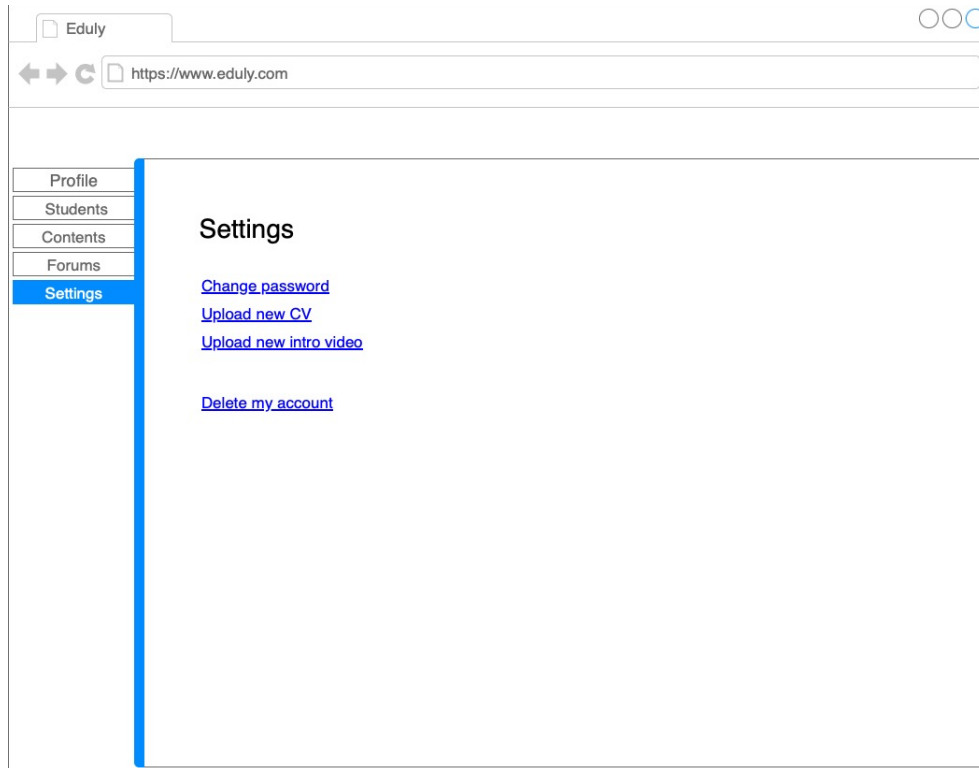 Eduly
https://www.eduly.com
Profile
Students
Contents
Forums
Settings
Settings
Change password
Upload new CV
Upload new intro video
Delete my account